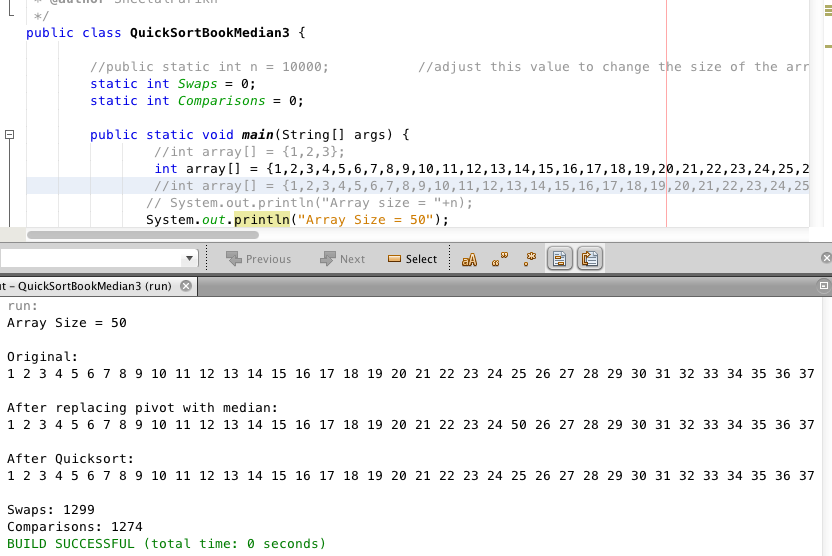 * @author SheetalParikh
*/
public class QuickSortBookMedian3 {
//public static int n = 10000; //adjust this value to change the size of the arr
static int Swaps = 0;
static int Comparisons = 0;
public static void main(String[] args) {
//int array[] = {1,2,3};
int array[] = {1,2,3,4,5,6,7,8,9,10,11,12,13,14,15,16,17,18,19,20,21,22,23,24,25,2
//int array[] = {1,2,3,4,5,6,7,8,9,10,11,12,13,14,15,16,17,18,19,20,21,22,23,24,25
// System.out.println("Array size = "+n);
System.out.println("Array Size = 50");
Previous Next Select
ut – QuickSortBookMedian3 (run)
run:
Array Size = 50
Original:
1 2 3 4 5 6 7 8 9 10 11 12 13 14 15 16 17 18 19 20 21 22 23 24 25 26 27 28 29 30 31 32 33 34 35 36 37
After replacing pivot with median:
1 2 3 4 5 6 7 8 9 10 11 12 13 14 15 16 17 18 19 20 21 22 23 24 50 26 27 28 29 30 31 32 33 34 35 36 37
After Quicksort:
1 2 3 4 5 6 7 8 9 10 11 12 13 14 15 16 17 18 19 20 21 22 23 24 25 26 27 28 29 30 31 32 33 34 35 36 37
Swaps: 1299
Comparisons: 1274
BUILD SUCCESSFUL (total time: 0 seconds)